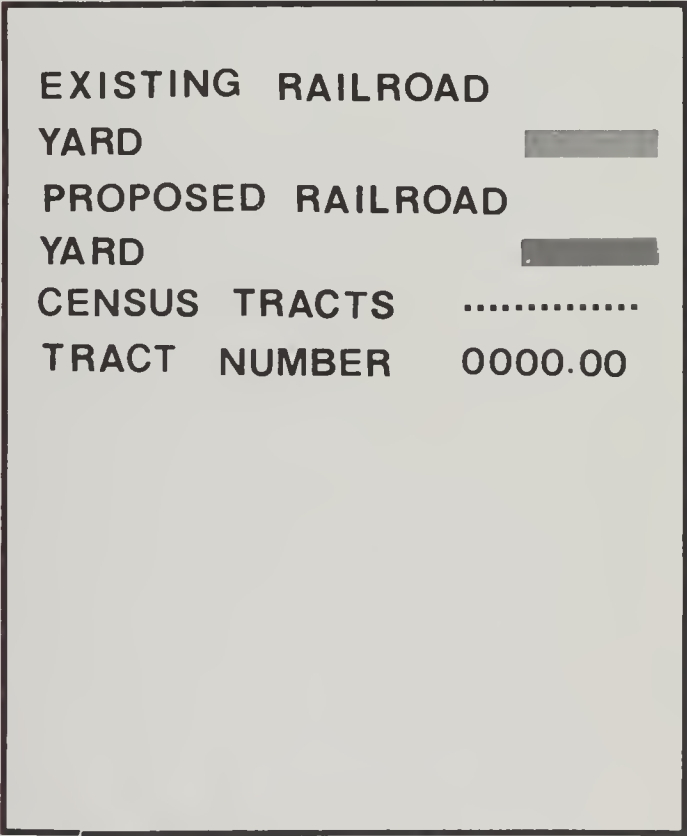 EXISTING RAILROAD
YARD
PROPOSED RAILROAD
YARD
CENSUS TRACTS ..............
TRACT NUMBER 0000.00